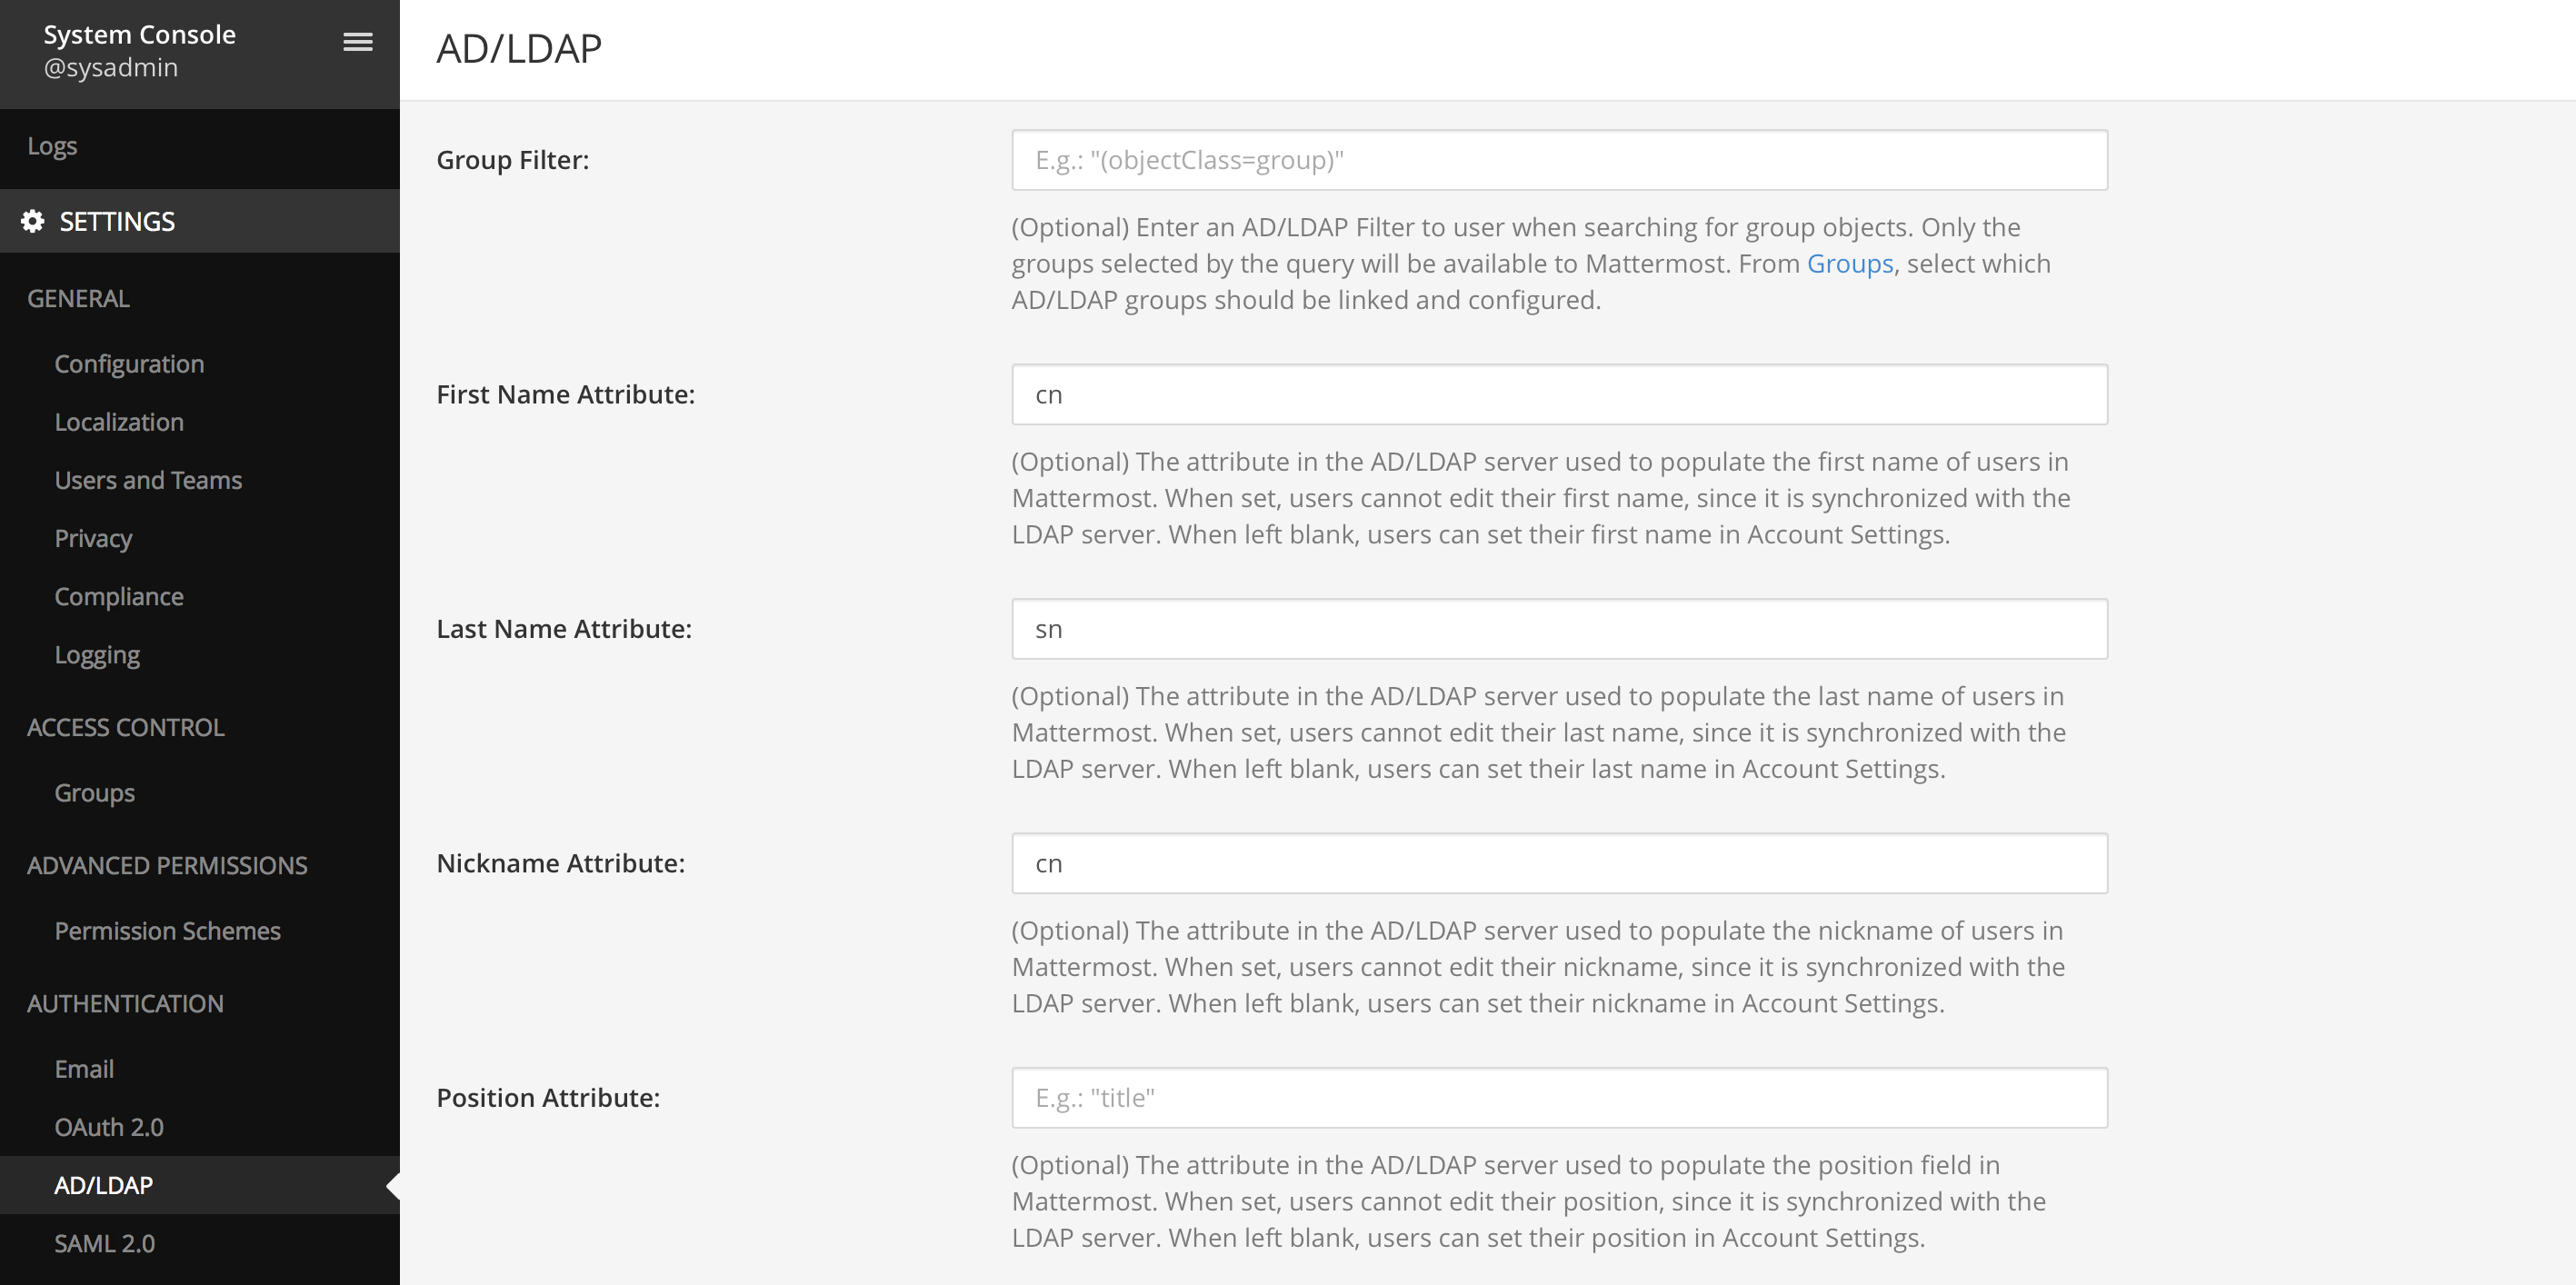 System Console
@sysadmin
Logs
SETTINGS
GENERAL
Configuration
Localization
Users and Teams
Privacy
Compliance
Logging
ACCESS CONTROL
Groups
ADVANCED PERMISSIONS
Permission Schemes
AUTHENTICATION
Email
OAuth 2.0
AD/LDAP
SAML 2.0
AD/LDAP
Group Filter:
E.g.: "(objectClass=group)"
(Optional) Enter an AD/LDAP Filter to user when searching for group objects. Only the
groups selected by the query will be available to Mattermost. From Groups, select which
AD/LDAP groups should be linked and configured.
First Name Attribute:
cn
(Optional) The attribute in the AD/LDAP server used to populate the first name of users in
Mattermost. When set, users cannot edit their first name, since it is synchronized with the
LDAP server. When left blank, users can set their first name in Account Settings.
Last Name Attribute:
sn
(Optional) The attribute in the AD/LDAP server used to populate the last name of users in
Mattermost. When set, users cannot edit their last name, since it is synchronized with the
LDAP server. When left blank, users can set their last name in Account Settings.
Nickname Attribute:
cn
(Optional) The attribute in the AD/LDAP server used to populate the nickname of users in
Mattermost. When set, users cannot edit their nickname, since it is synchronized with the
LDAP server. When left blank, users can set their nickname in Account Settings.
Position Attribute:
E.g.: "title"
(Optional) The attribute in the AD/LDAP server used to populate the position field in
Mattermost. When set, users cannot edit their position, since it is synchronized with the
LDAP server. When left blank, users can set their position in Account Settings.